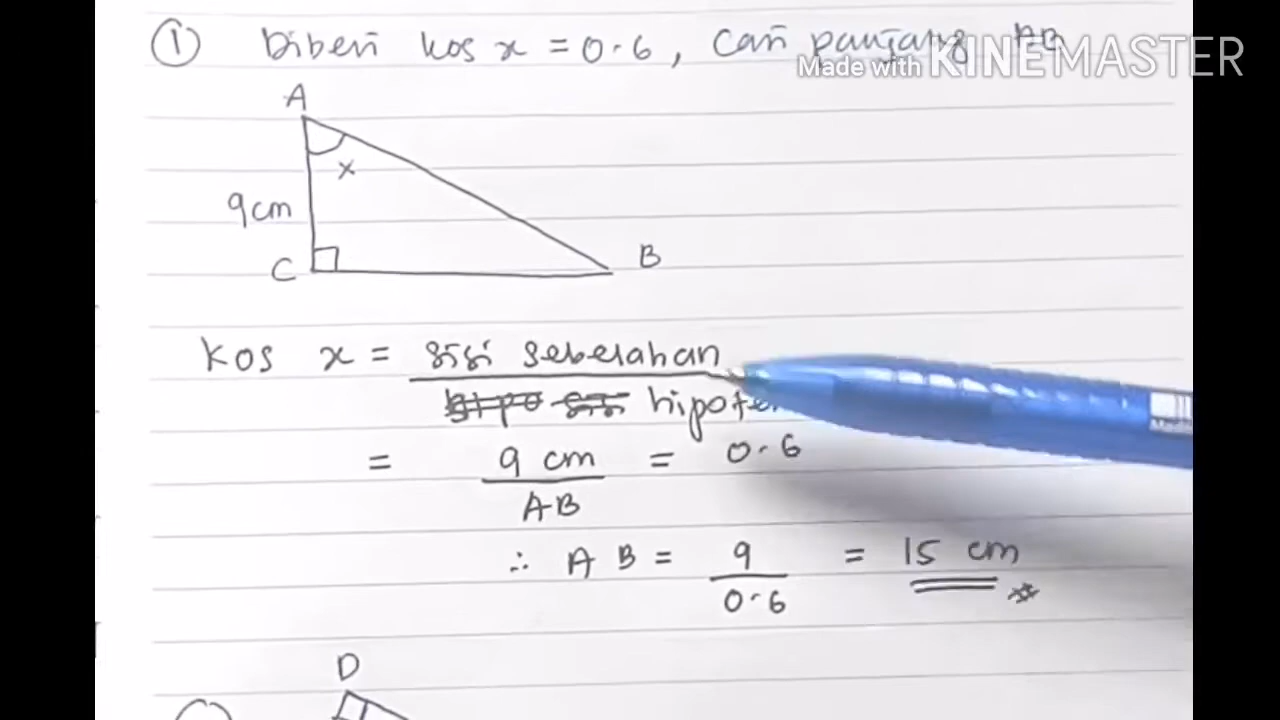 ① Diberi kos x = 0.6, cari panjang AB
Made with KINEMASTER
A
x
9cm
C
B
Kos x = sisi sebelahan
= 9 cm / AB = 0.6
∴ AB = 9 / 0.6 = 15 cm
D